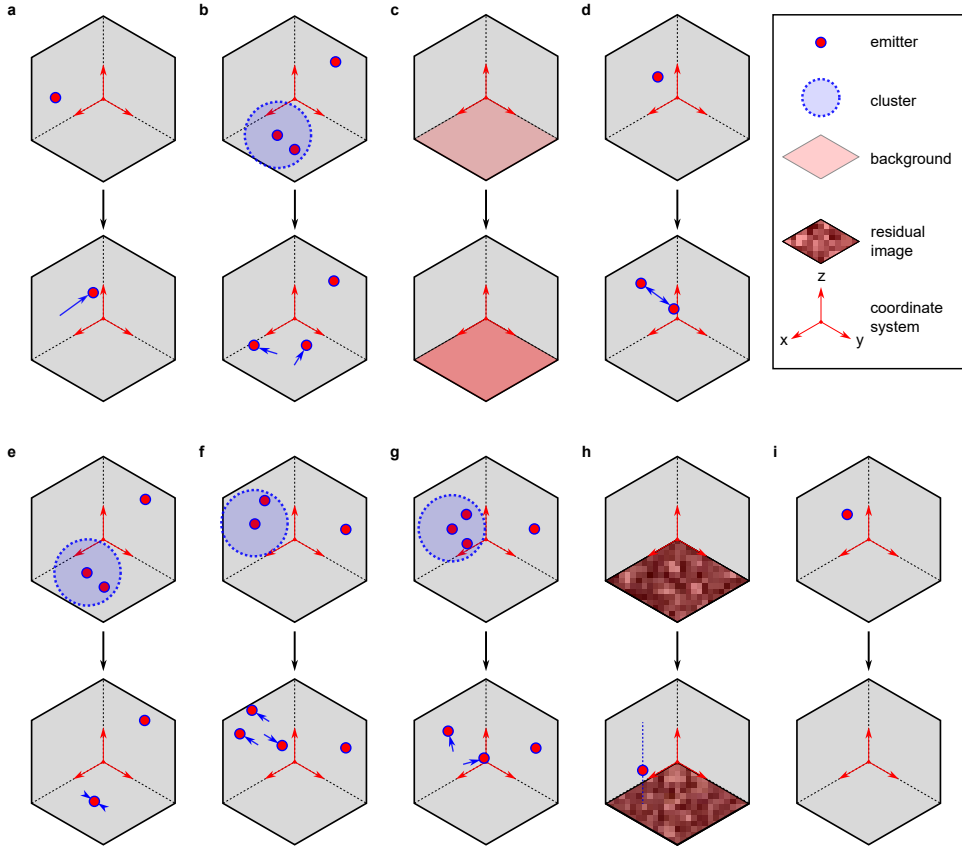 a
b
c
d
emitter
cluster
background
residual
image
z
x
y
coordinate
system
e
f
g
h
i